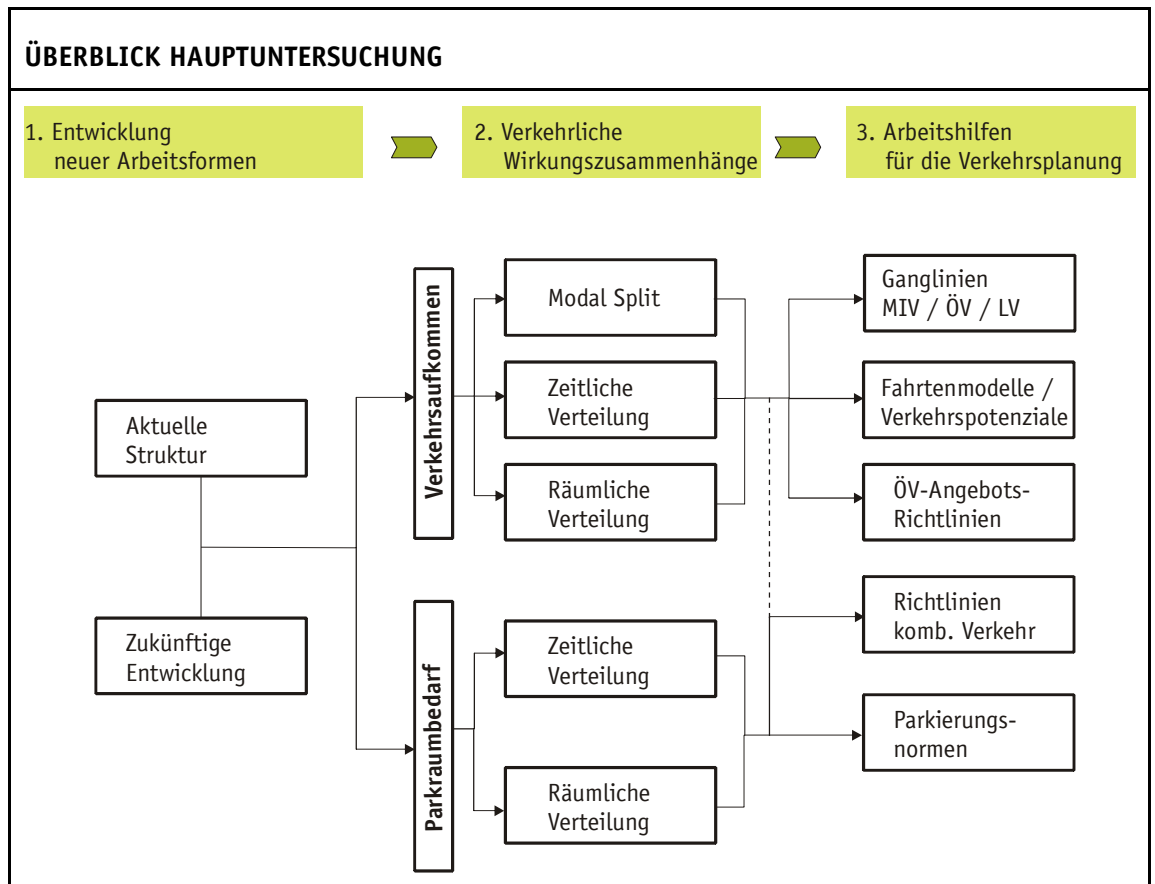 ÜBERBLICK HAUPTUNTERSUCHUNG
1. Entwicklung
neuer Arbeitsformen
2. Verkehrliche
Wirkungszusammenhänge
3. Arbeitshilfen
für die Verkehrsplanung
Aktuelle
Struktur
Zukünftige
Entwicklung
Verkehrsaufkommen
Modal Split
Zeitliche
Verteilung
Räumliche
Verteilung
Parkraumbedarf
Zeitliche
Verteilung
Räumliche
Verteilung
Ganglinien
MIV / ÖV / LV
Fahrtenmodelle /
Verkehrspotenziale
ÖV-Angebots-
Richtlinien
Richtlinien
komb. Verkehr
Parkierungs-
normen